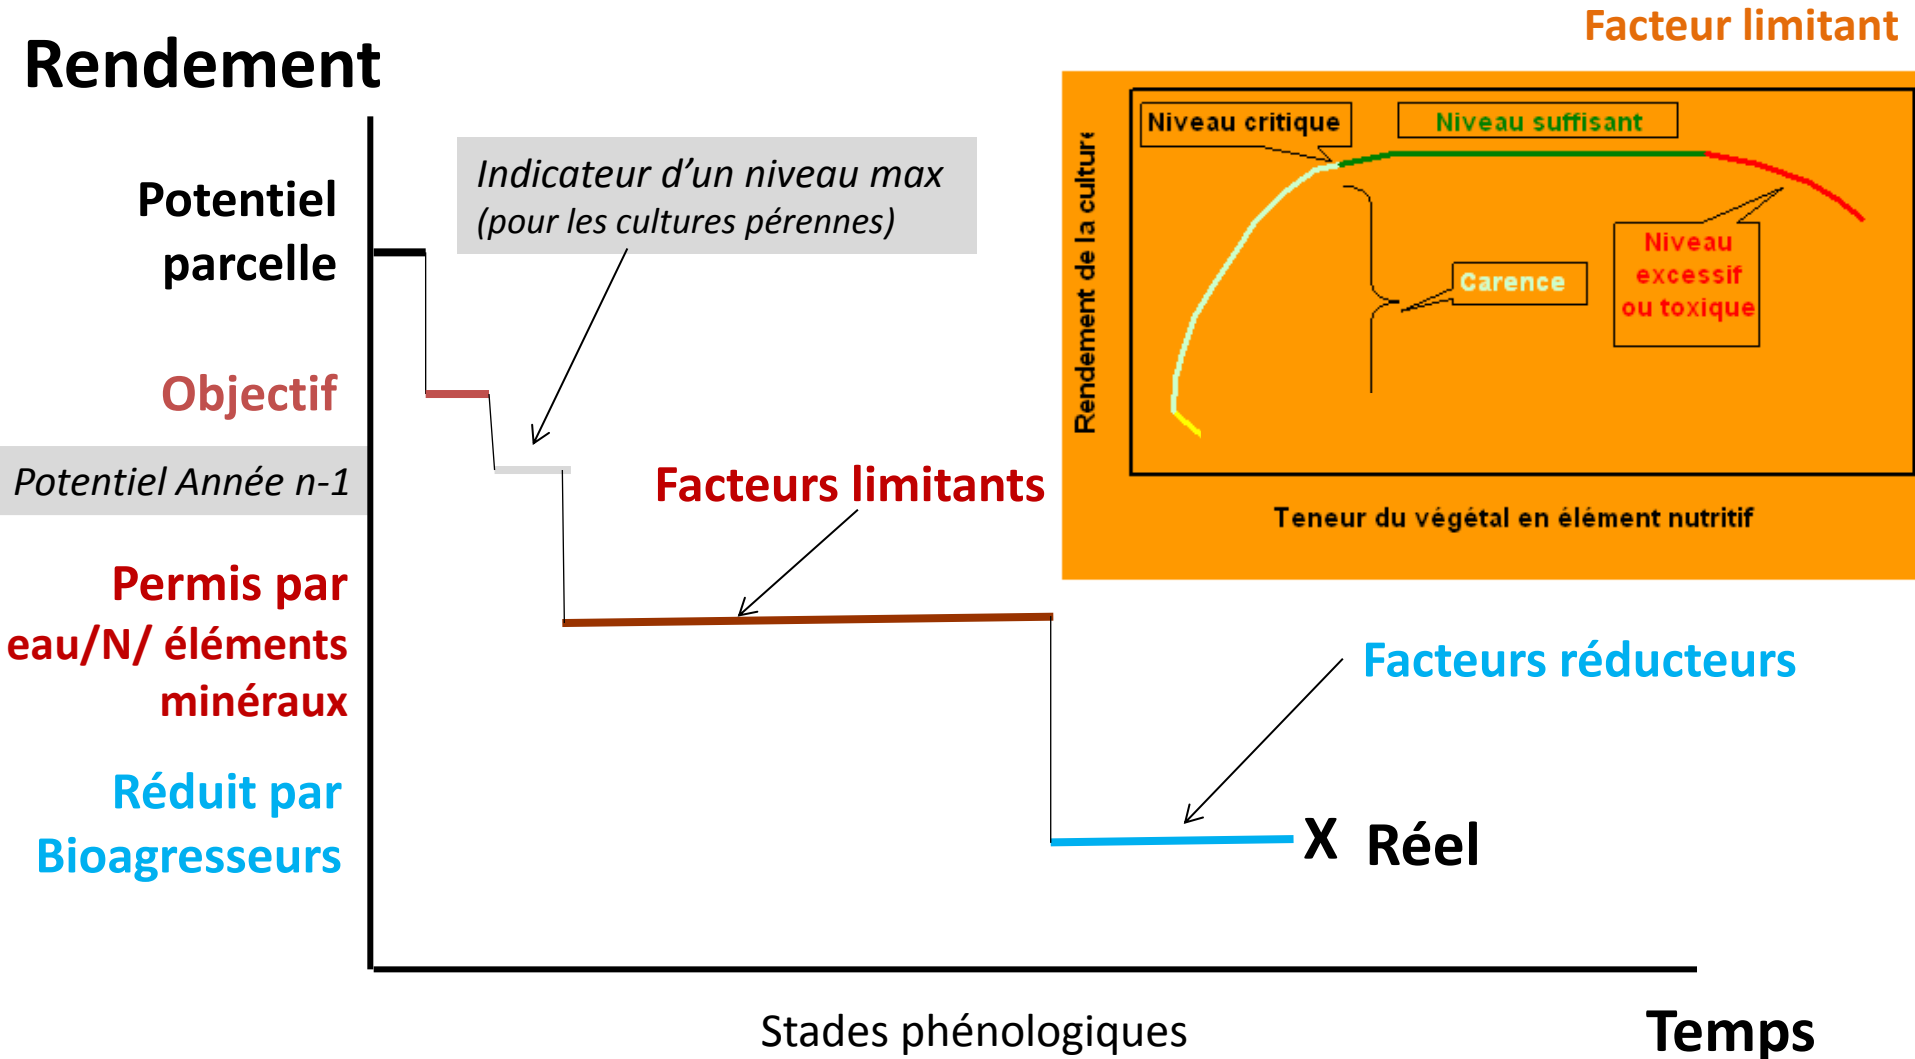 Facteur limitant
Rendement
Niveau critique
Niveau suffisant
Rendement de la culture
Carence
Niveau
excessif
ou toxique
Teneur du végétal en élément nutritif
Indicateur d’un niveau max
(pour les cultures pérennes)
Potentiel
parcelle
Objectif
Potentiel Année n-1
Facteurs limitants
Permis par
eau/N/ éléments
minéraux
Facteurs réducteurs
Réduit par
Bioagresseurs
X Réel
Stades phénologiques
Temps